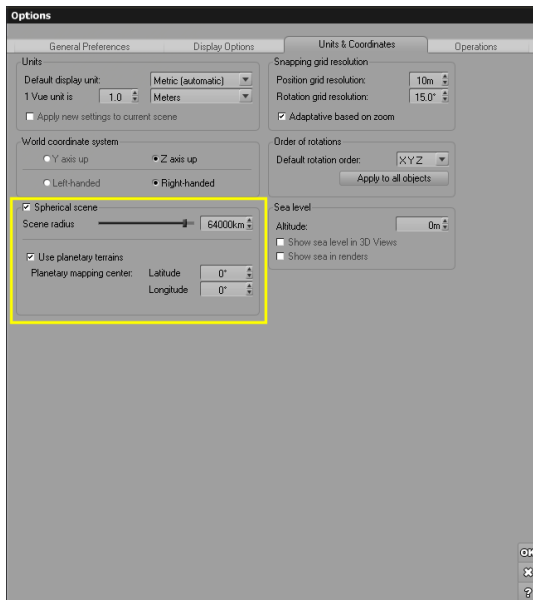 Options
General Preferences
Display Options
Units & Coordinates
Operations
Units
Default display unit: Metric (automatic)
1 Vue unit is 1.0 Meters
Apply new settings to current scene
World coordinate system
Y axis up Z axis up
Left-handed Right-handed
Spherical scene
Scene radius 64000km
Use planetary terrains
Planetary mapping center: Latitude 0°
Longitude 0°
Snapping grid resolution
Position grid resolution: 10m
Rotation grid resolution: 15.0°
Adaptative based on zoom
Order of rotations
Default rotation order: XYZ
Apply to all objects
Sea level
Altitude: 0m
Show sea level in 3D Views
Show sea in renders
OK
?